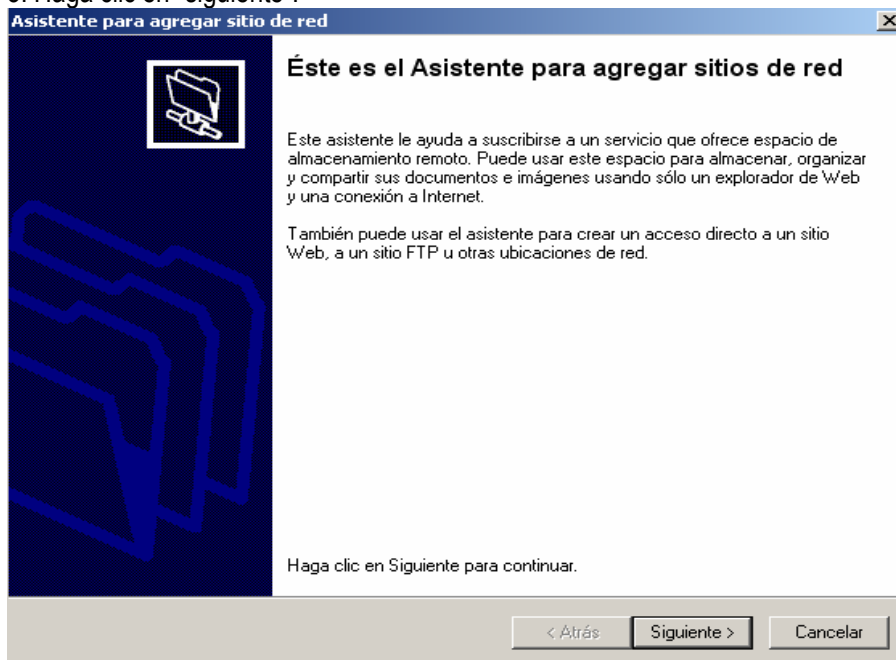 Haga clic en "siguiente".
Asistente para agregar sitio de red
Éste es el Asistente para agregar sitios de red
Este asistente le ayuda a suscribirse a un servicio que ofrece espacio de
almacenamiento remoto. Puede usar este espacio para almacenar, organizar
y compartir sus documentos e imágenes usando sólo un explorador de Web
y una conexión a Internet.
También puede usar el asistente para crear un acceso directo a un sitio
Web, a un sitio FTP u otras ubicaciones de red.
Haga clic en Siguiente para continuar.
< Atrás Siguiente > Cancelar